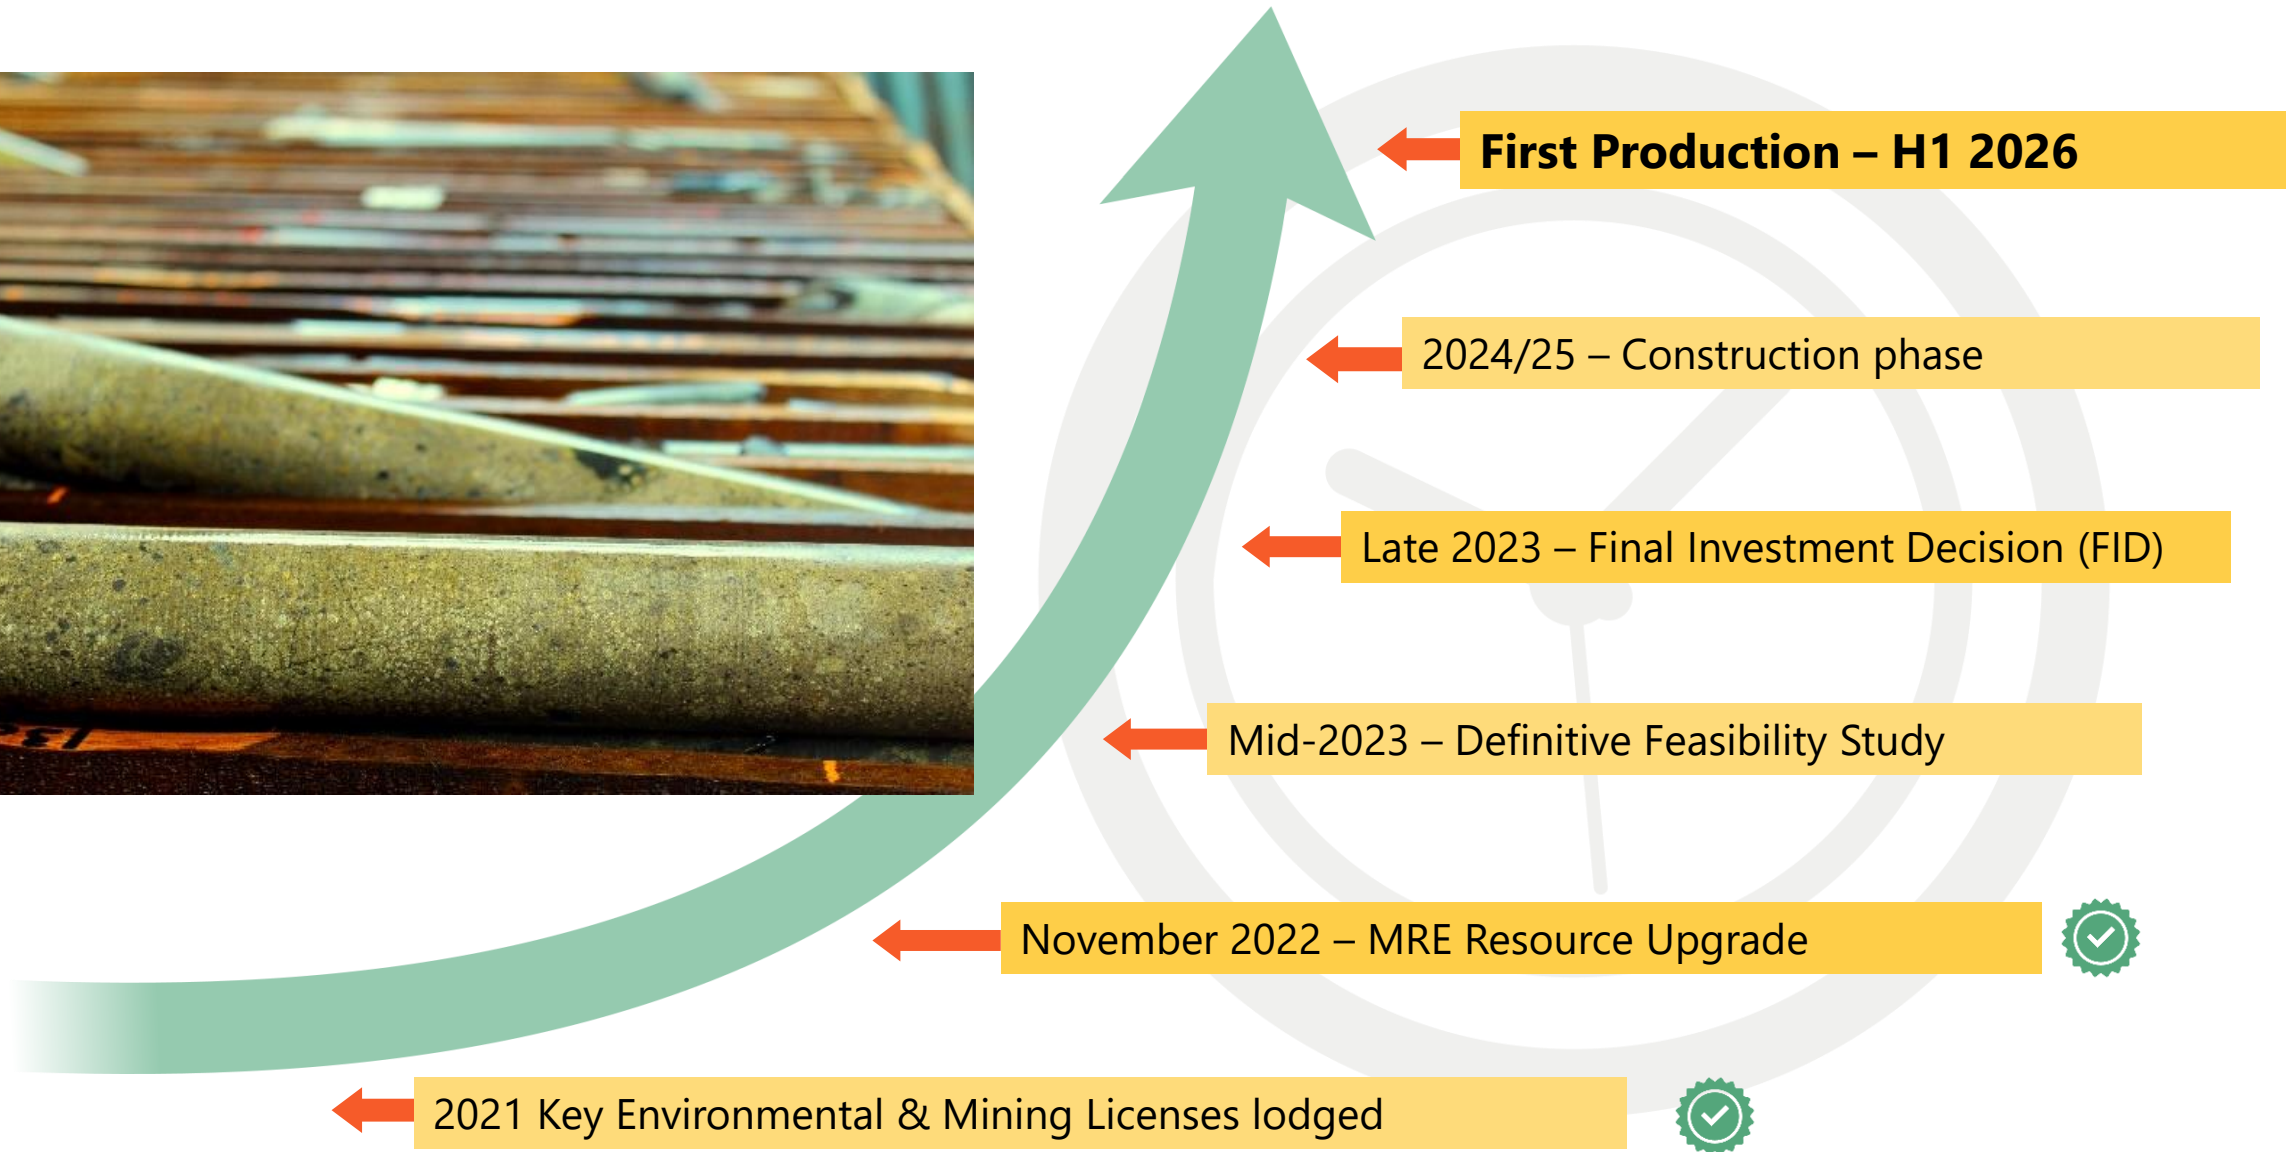 First Production – H1 2026
2024/25 – Construction phase
Late 2023 – Final Investment Decision (FID)
Mid-2023 – Definitive Feasibility Study
November 2022 – MRE Resource Upgrade
2021 Key Environmental & Mining Licenses lodged